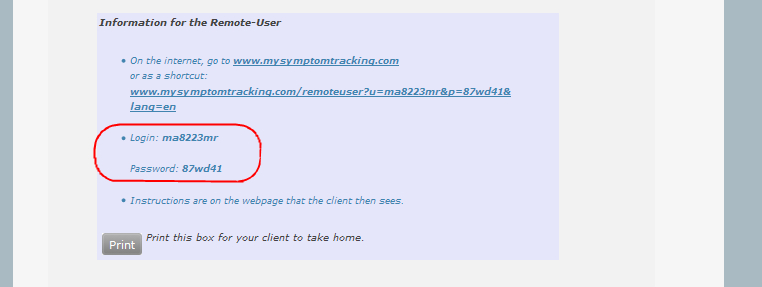 Information for the Remote-User
On the internet, go to www.mysymptomtracking.com
or as a shortcut:
www.mysymptomtracking.com/remoteuser?u=ma8223mr&p=87wd41&
lang=en
Login: ma8223mr
Password: 87wd41
Instructions are on the webpage that the client then sees.
Print Print this box for your client to take home.